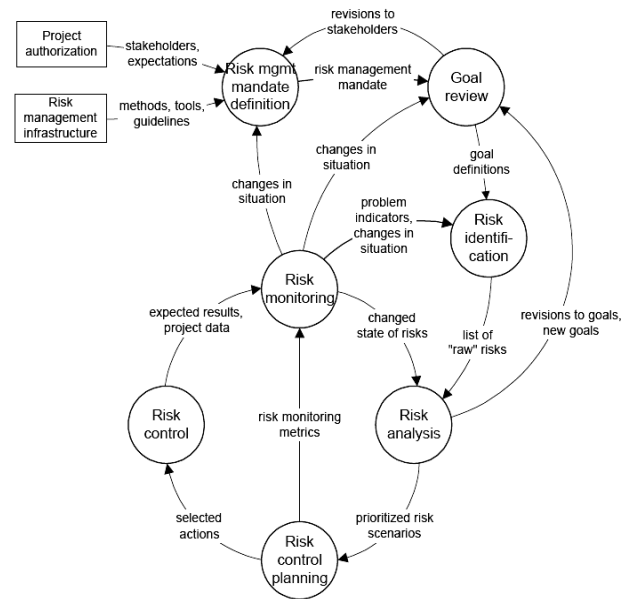 revisions to
stakeholders
Project
authorization
stakeholders,
expectations
Risk mgmt
mandate
definition
risk management
mandate
Goal
review
Risk
management
infrastructure
methods, tools,
guidelines
changes in
situation
goal
definitions
changes in
situation
problem
indicators,
changes in
situation
Risk
identifi-
cation
Risk
monitoring
expected results,
project data
changed
state of risks
list of
"raw" risks
revisions to goals,
new goals
Risk
control
risk monitoring
metrics
Risk
analysis
selected
actions
prioritized risk
scenarios
Risk
control
planning